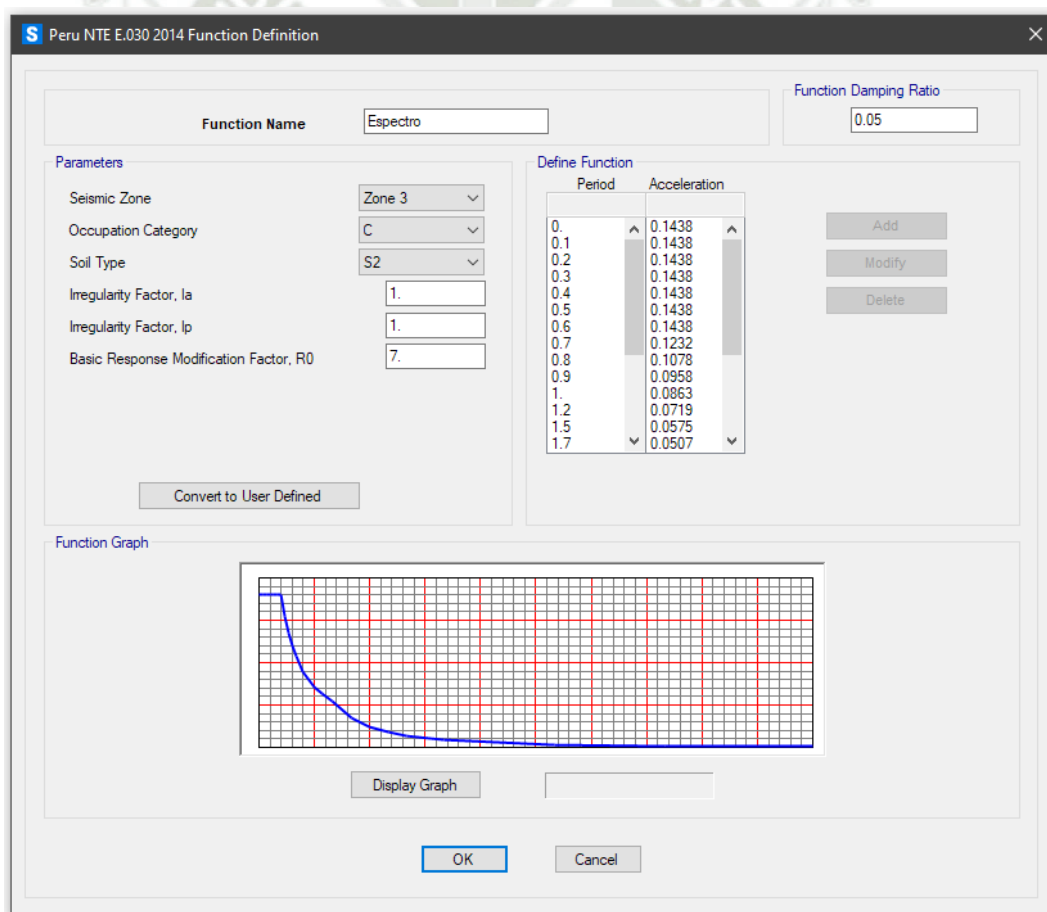 S Peru NTE E.030 2014 Function Definition
Function Damping Ratio
Function Name Espectro 0.05
Parameters
Seismic Zone Zone 3
Occupation Category C
Soil Type S2
Irregularity Factor, Ia 1.
Irregularity Factor, Ip 1.
Basic Response Modification Factor, R0 7.
Convert to User Defined
Define Function
Period Acceleration
0. 0.1438
0.1 0.1438
0.2 0.1438
0.3 0.1438
0.4 0.1438
0.5 0.1438
0.6 0.1438
0.7 0.1232
0.8 0.1078
0.9 0.0958
1. 0.0863
1.2 0.0719
1.5 0.0575
1.7 0.0507
Add
Modify
Delete
Function Graph
Display Graph
OK Cancel